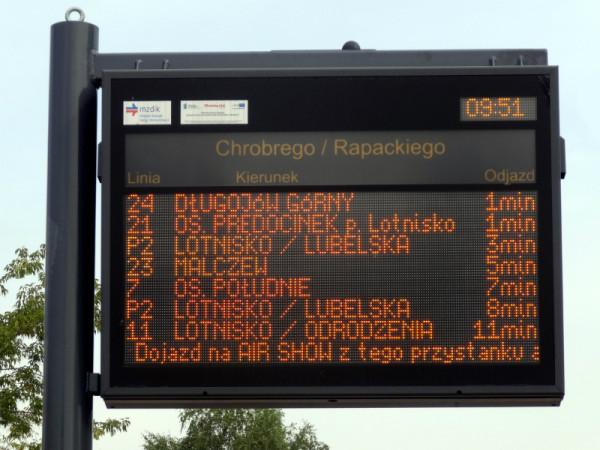 mzdik
09:51
Chrobrego / Rapackiego
Linia Kierunek Odjazd
24 DŁUGOJÓW GÓRNY 1min
21 OS. PREDOCINEK p. Lotnisko 1min
P2 LOTNISKO / LUBELSKA 3min
23 MALCZEW 5min
7 OS. POŁUDNIE 7min
P2 LOTNISKO / LUBELSKA 8min
11 LOTNISKO / ODRODZENIA 11min
Dojazd na AIR SHOW z tego przystanku a